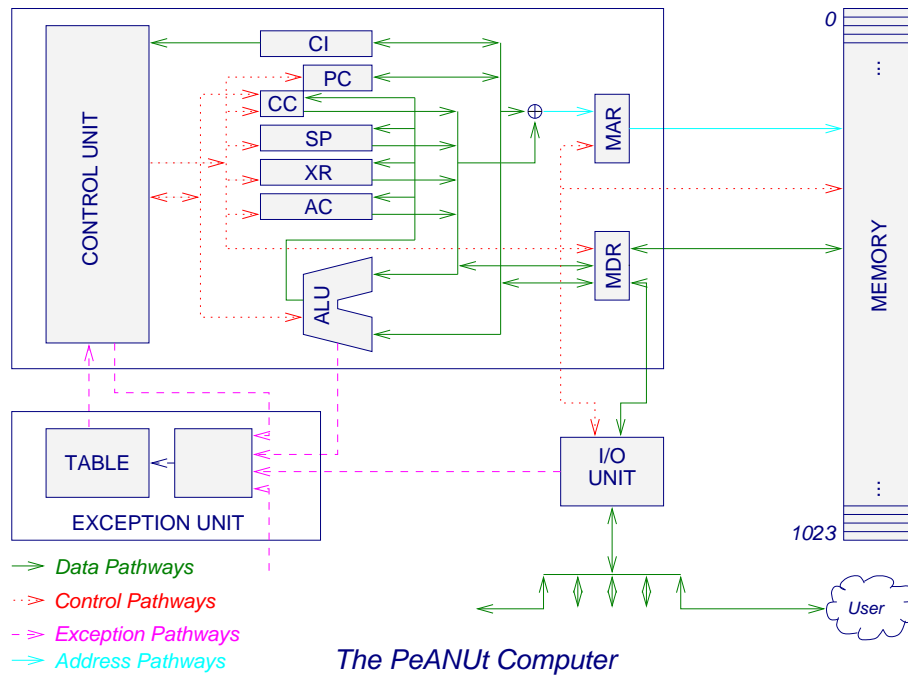 CI
PC
CC
SP
XR
AC
ALU
CONTROL UNIT
MAR
MDR
0
...
MEMORY
...
1023
TABLE
EXCEPTION UNIT
I/O
UNIT
Data Pathways
Control Pathways
Exception Pathways
Address Pathways
User
The PeANUt Computer